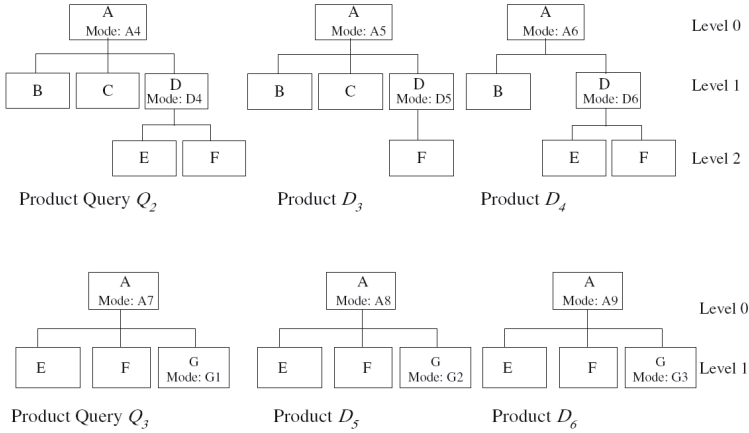 A A A Level 0
Mode: A4 Mode: A5 Mode: A6
B C D B C D B D Level 1
Mode: D4 Mode: D5 Mode: D6
E F F E F Level 2
Product Query Q2 Product D3 Product D4
A A A
Mode: A7 Mode: A8 Mode: A9 Level 0
E F G E F G E F G Level 1
Mode: G1 Mode: G2 Mode: G3
Product Query Q3 Product D5 Product D6